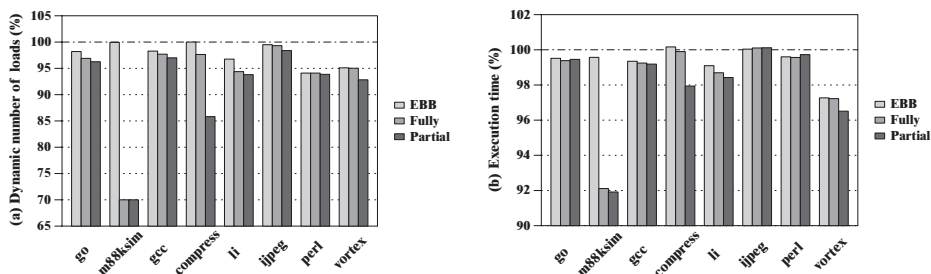 (a) Dynamic number of loads (%)
105
100
95
90
85
80
75
70
65
go
m88ksim
gcc
compress
li
ijpeg
perl
vortex
EBB
Fully
Partial
(b) Execution time (%)
102
100
98
96
94
92
90
go
m88ksim
gcc
compress
li
ijpeg
perl
vortex
EBB
Fully
Partial